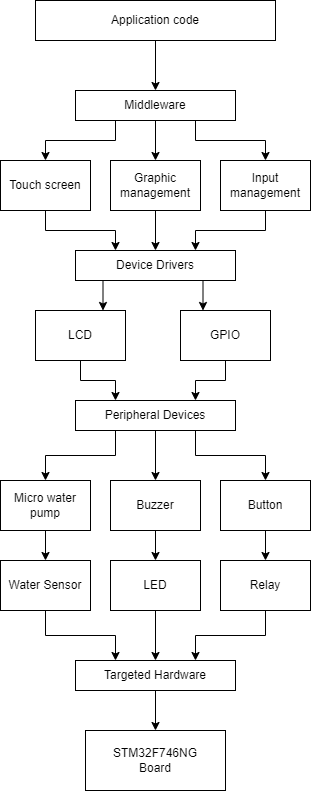 Application code
Middleware
Touch screen
Graphic
management
Input
management
Device Drivers
LCD
GPIO
Peripheral Devices
Micro water
pump
Buzzer
Button
Water Sensor
LED
Relay
Targeted Hardware
STM32F746NG
Board